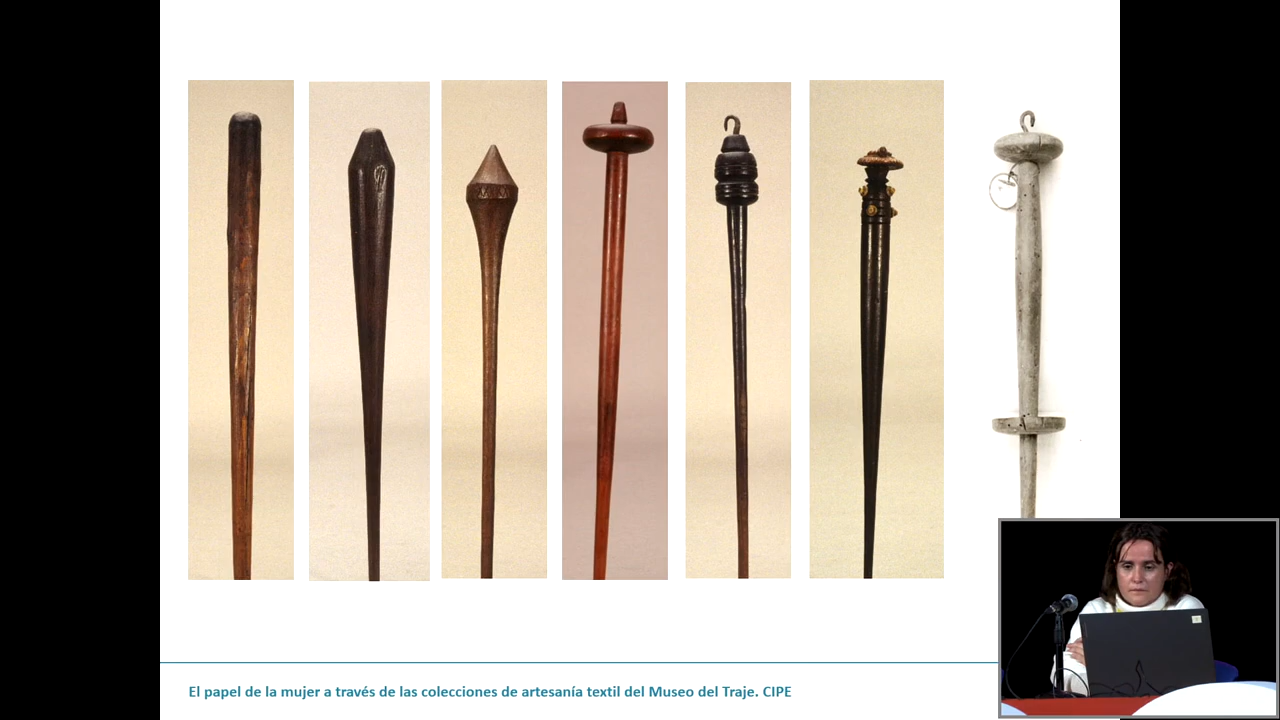 El papel de la mujer a través de las colecciones de artesanía textil del Museo del Traje. CIPE